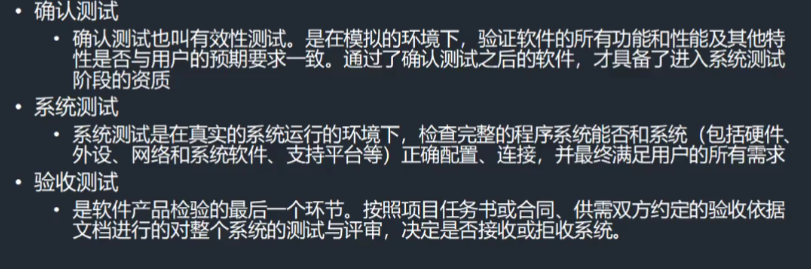 • 确认测试
• 确认测试也叫有效性测试。是在模拟的环境下，验证软件的所有功能和性能及其他特
性是否与用户的预期要求一致。通过了确认测试之后的软件，才具备了进入系统测试
阶段的资质
• 系统测试
• 系统测试是在真实的系统运行的环境下，检查完整的程序系统能否和系统（包括硬件、
外设、网络和系统软件、支持平台等）正确配置、连接，并最终满足用户的所有需求
• 验收测试
• 是软件产品检验的最后一个环节。按照项目任务书或合同、供需双方约定的验收依据
文档进行的对整个系统的测试与评审，决定是否接收或拒收系统。